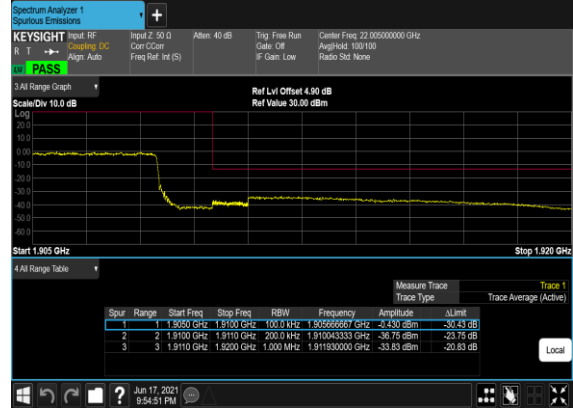 Spectrum Analyzer 1
Spurious Emissions
+
KEYSIGHT Input: RF Input Z: 50 Ω Atten: 40 dB Trig: Free Run Center Freq: 22.005000000 GHz
R T Coupling: DC Corr CCorr Gate: Off Avg|Hold: 100/100
Align: Auto Freq Ref: Int (S) IF Gain: Low Radio Std: None
PASS
3 All Range Graph
Ref Lvl Offset 4.90 dB
Scale/Div 10.0 dB Ref Value 30.00 dBm
Log
20.0
10.0
0.00
-10.0
-20.0
-30.0
-40.0
-50.0
-60.0
Start 1.905 GHz Stop 1.920 GHz
4 All Range Table
Measure Trace Trace 1
Trace Type Trace Average (Active)
Spur Range Start Freq Stop Freq RBW Frequency Amplitude ΔLimit
1 1 1.9050 GHz 1.9100 GHz 100.0 kHz 1.905666667 GHz -0.430 dBm -30.43 dB
2 2 1.9100 GHz 1.9110 GHz 200.0 kHz 1.910043333 GHz -36.75 dBm -23.75 dB
3 3 1.9110 GHz 1.9200 GHz 1.000 MHz 1.911930000 GHz -33.83 dBm -20.83 dB
Local
? Jun 17, 2021
9:54:51 PM